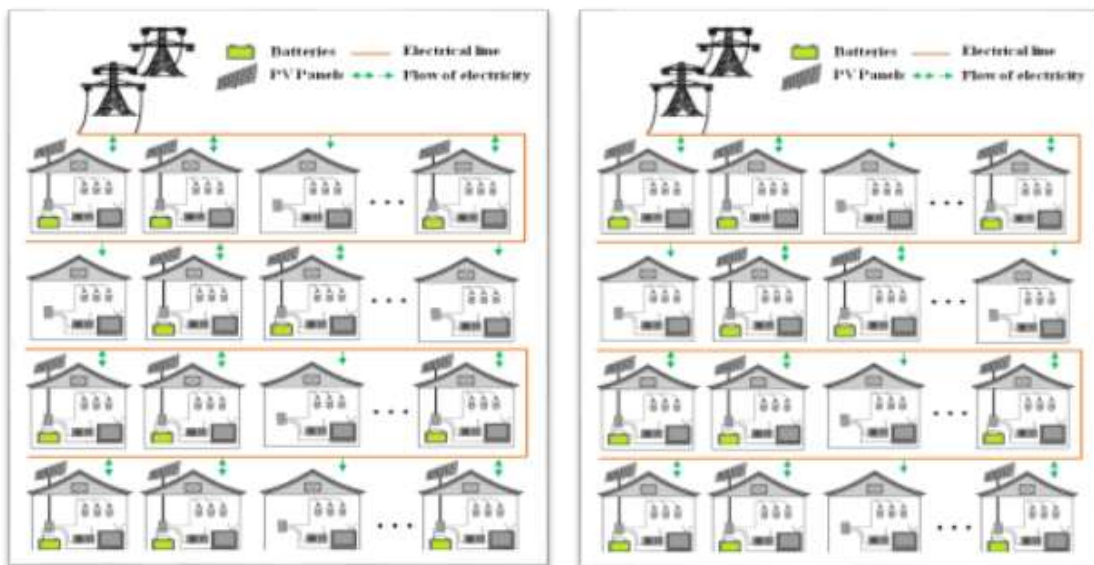 Batteries Electrical line
PV Panels Flow of electricity
Batteries Electrical line
PV Panels Flow of electricity